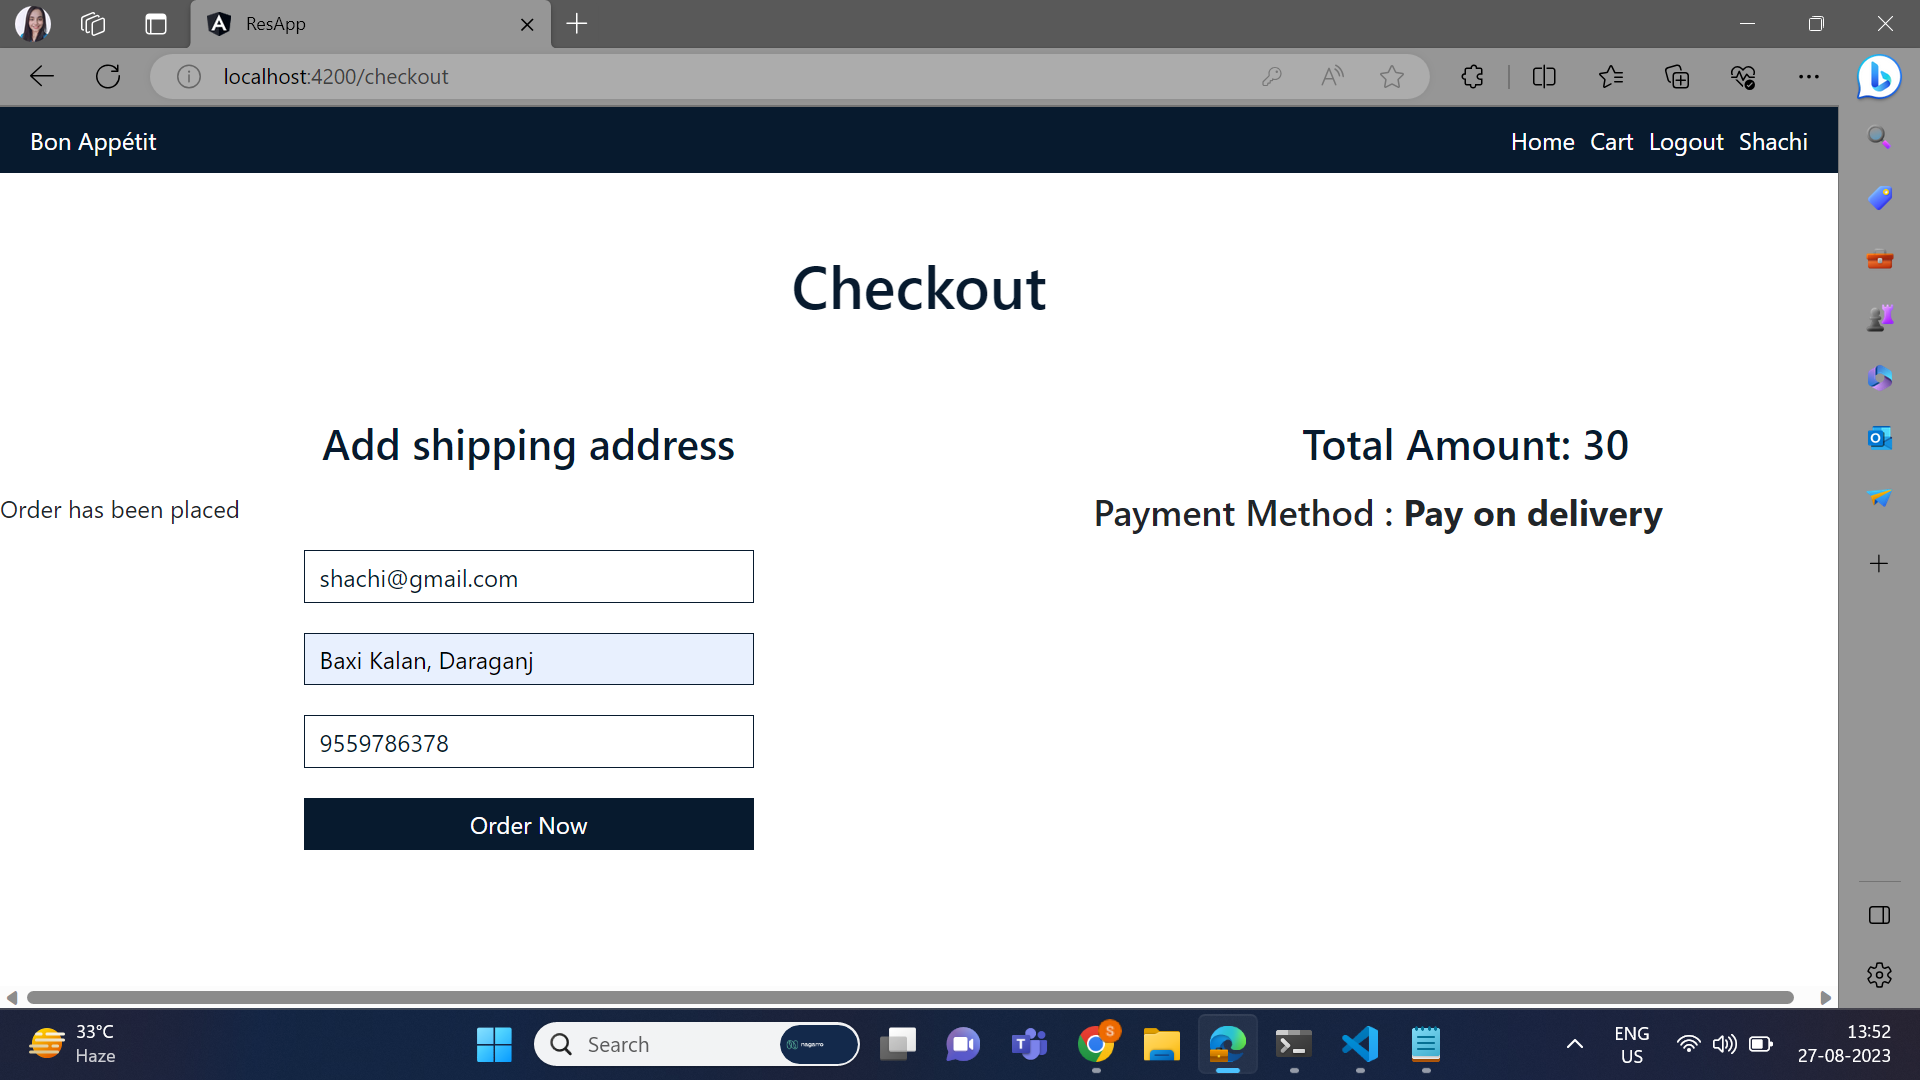 ResApp
localhost:4200/checkout
Bon Appétit
Home Cart Logout Shachi
Checkout
Add shipping address
Total Amount: 30
Order has been placed
Payment Method : Pay on delivery
shachi@gmail.com
Baxi Kalan, Daraganj
9559786378
Order Now
33°C
Haze
Search
nagarro
S
ENG
US
13:52
27-08-2023